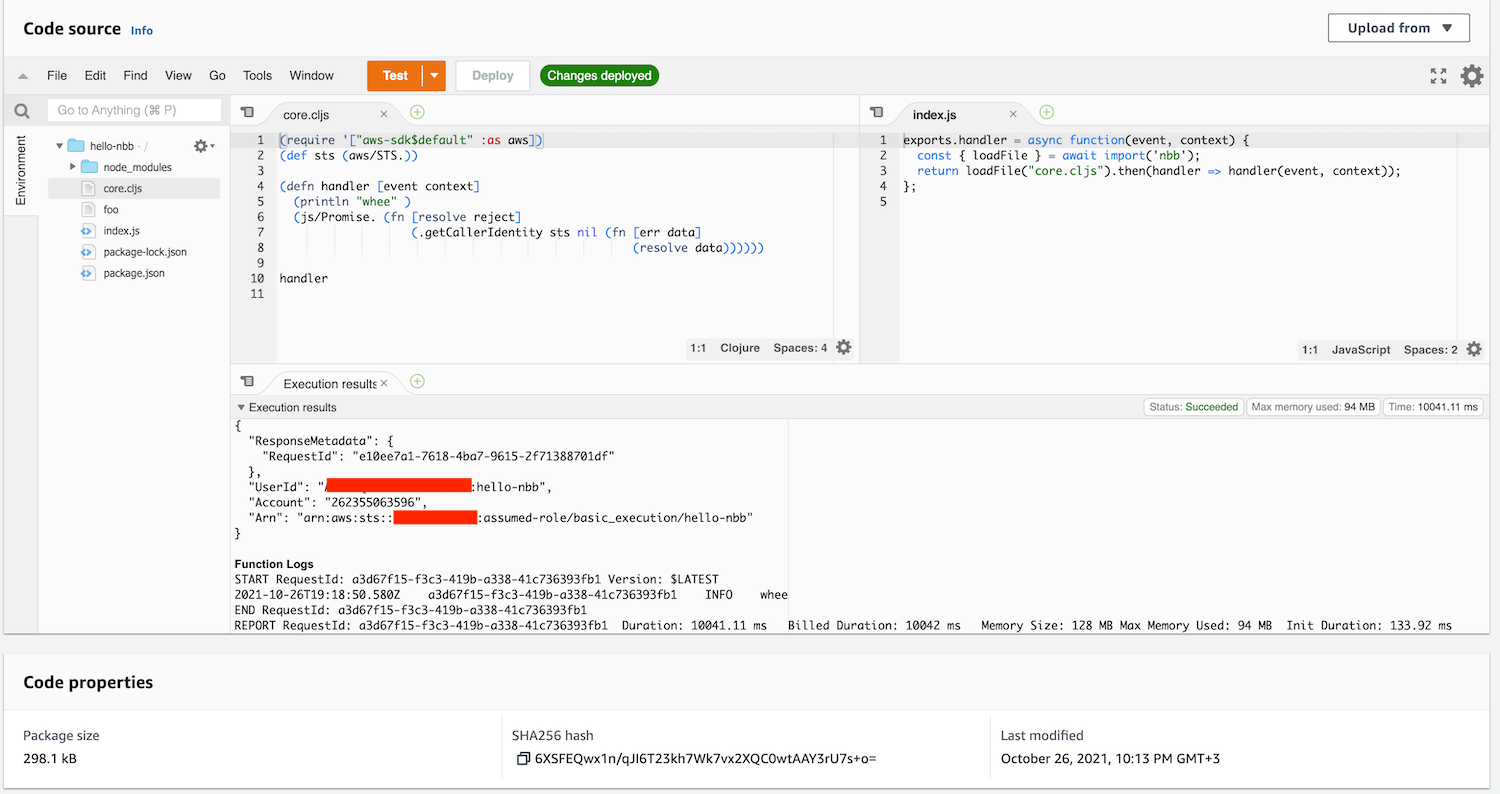 Code source Info
Upload from
File Edit Find View Go Tools Window Test Deploy Changes deployed
Go to Anything (⌘ P)
Environment
hello-nbb - /
node_modules
core.cljs
foo
index.js
package-lock.json
package.json
core.cljs
1 (require '["aws-sdk$default" :as aws])
2 (def sts (aws/STS.))
3
4 (defn handler [event context]
5 (println "whee" )
6 (js/Promise. (fn [resolve reject]
7 (.getCallerIdentity sts nil (fn [err data]
8 (resolve data))))))
9
10 handler
11
1:1 Clojure Spaces: 4
index.js
1 exports.handler = async function(event, context) {
2 const { loadFile } = await import('nbb');
3 return loadFile("core.cljs").then(handler => handler(event, context));
4 };
5
1:1 JavaScript Spaces: 2
Execution results
Execution results
Status: Succeeded Max memory used: 94 MB Time: 10041.11 ms
{
"ResponseMetadata": {
"RequestId": "e10ee7a1-7618-4ba7-9615-2f71388701df"
},
"UserId": " :hello-nbb",
"Account": "262355063596",
"Arn": "arn:aws:sts:: :assumed-role/basic_execution/hello-nbb"
}
Function Logs
START RequestId: a3d67f15-f3c3-419b-a338-41c736393fb1 Version: $LATEST
2021-10-26T19:18:50.580Z a3d67f15-f3c3-419b-a338-41c736393fb1 INFO whee
END RequestId: a3d67f15-f3c3-419b-a338-41c736393fb1
REPORT RequestId: a3d67f15-f3c3-419b-a338-41c736393fb1 Duration: 10041.11 ms Billed Duration: 10042 ms Memory Size: 128 MB Max Memory Used: 94 MB Init Duration: 133.92 ms
Code properties
Package size
298.1 kB
SHA256 hash
6XSFEQwx1n/qJI6T23kh7Wk7vx2XQC0wtAAY3rU7s+o=
Last modified
October 26, 2021, 10:13 PM GMT+3